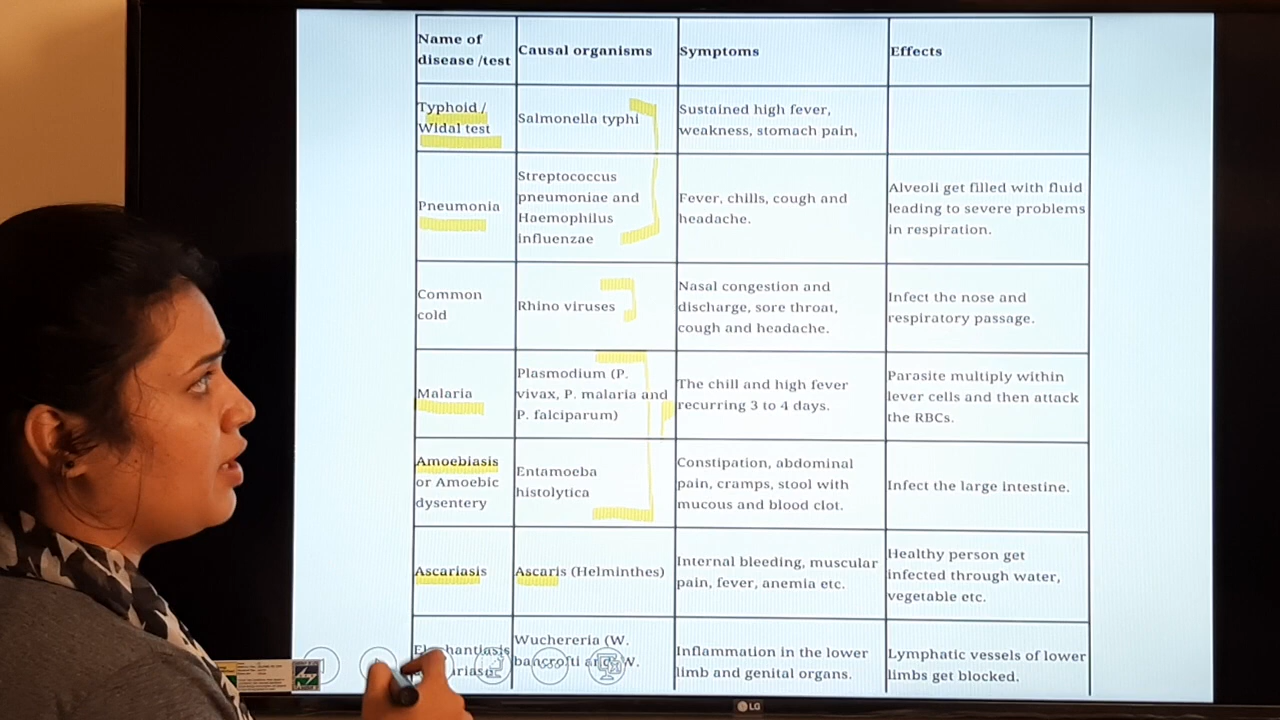 Name of
disease /test
Causal organisms
Symptoms
Effects
Typhoid /
Widal test
Salmonella typhi
Sustained high fever,
weakness, stomach pain,
Pneumonia
Streptococcus
pneumoniae and
Haemophilus
influenzae
Fever, chills, cough and
headache.
Alveoli get filled with fluid
leading to severe problems
in respiration.
Common
cold
Rhino viruses
Nasal congestion and
discharge, sore throat,
cough and headache.
Infect the nose and
respiratory passage.
Malaria
Plasmodium (P.
vivax, P. malaria and
P. falciparum)
The chill and high fever
recurring 3 to 4 days.
Parasite multiply within
lever cells and then attack
the RBCs.
Amoebiasis
or Amoebic
dysentery
Entamoeba
histolytica
Constipation, abdominal
pain, cramps, stool with
mucous and blood clot.
Infect the large intestine.
Ascariasis
Ascaris (Helminthes)
Internal bleeding, muscular
pain, fever, anemia etc.
Healthy person get
infected through water,
vegetable etc.
Wuchereria (W.
bancrofti and W.
Inflammation in the lower
limb and genital organs.
Lymphatic vessels of lower
limbs get blocked.
LG